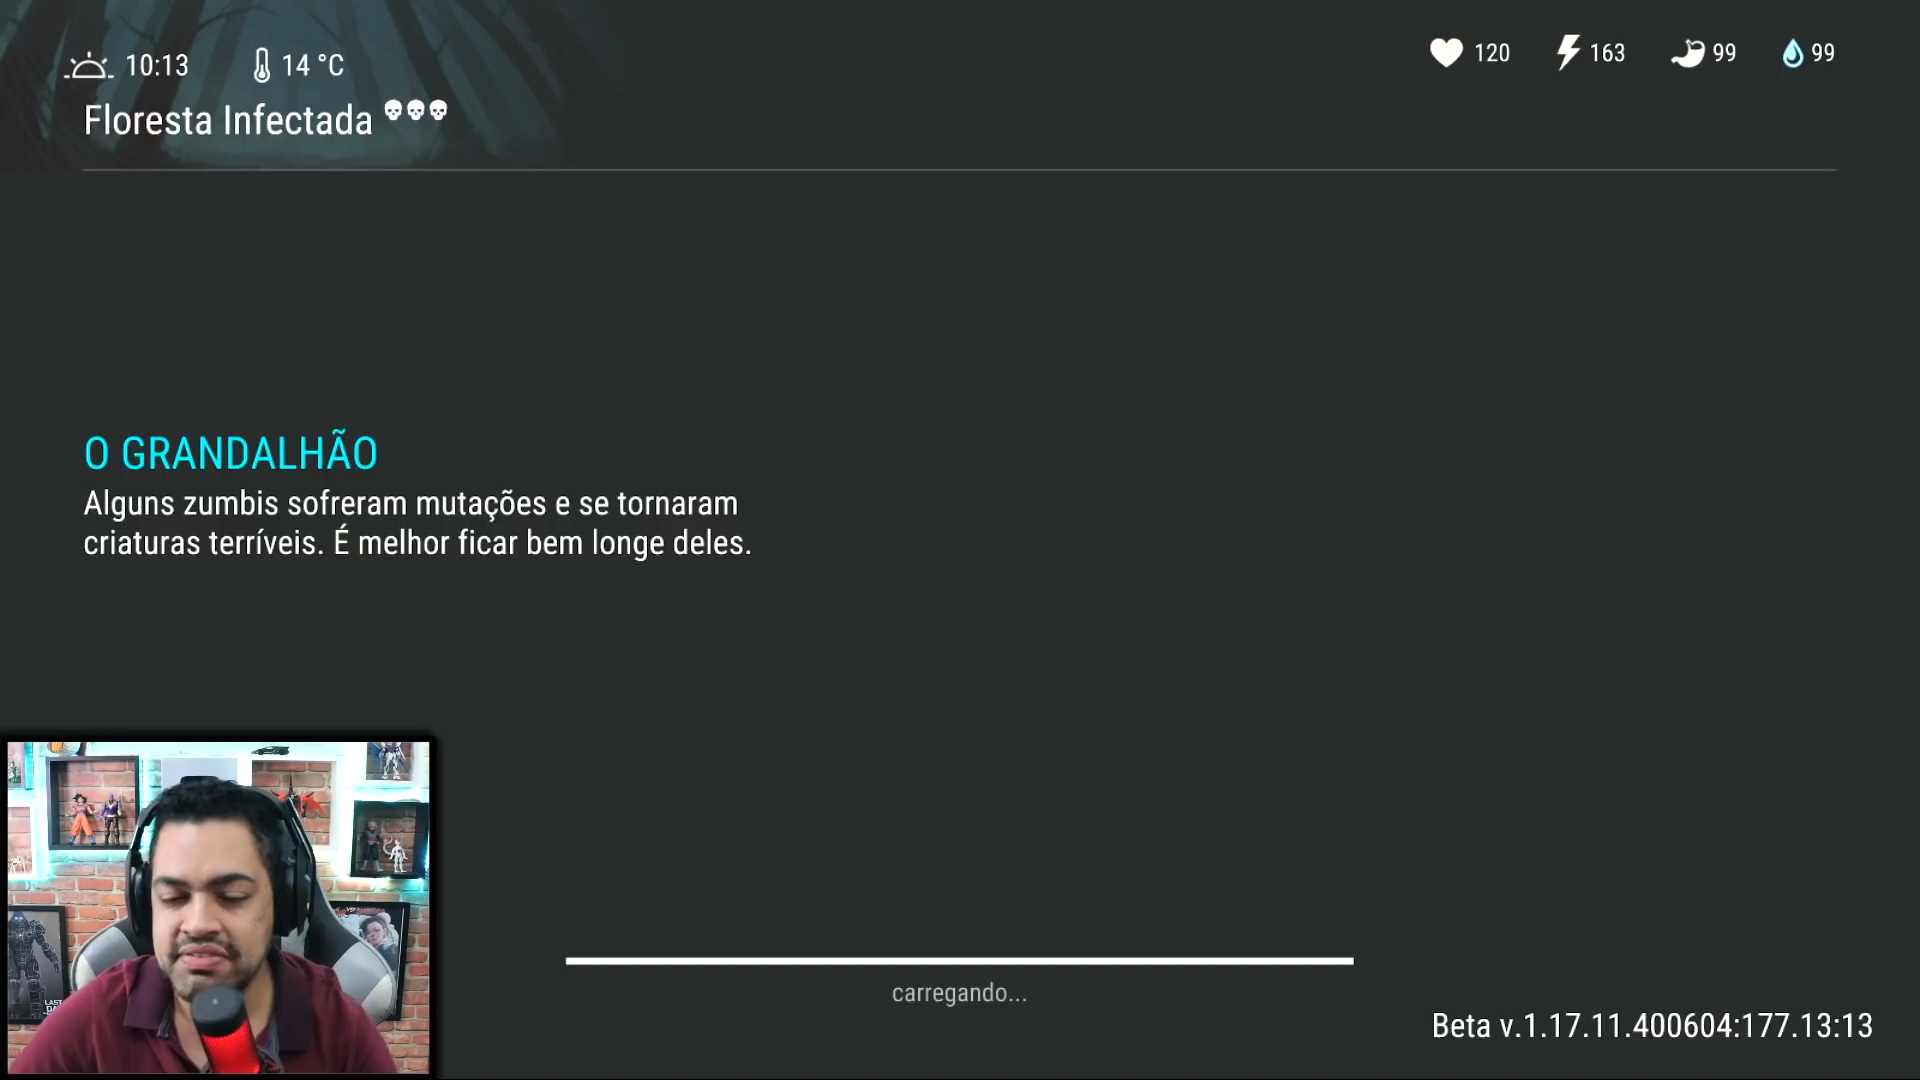 10:13
14 °C
120
163
99
99
Floresta Infectada
O GRANDALHÃO
Alguns zumbis sofreram mutações e se tornaram
criaturas terríveis. É melhor ficar bem longe deles.
LAST
carregando...
Beta v.1.17.11.400604:177.13:13